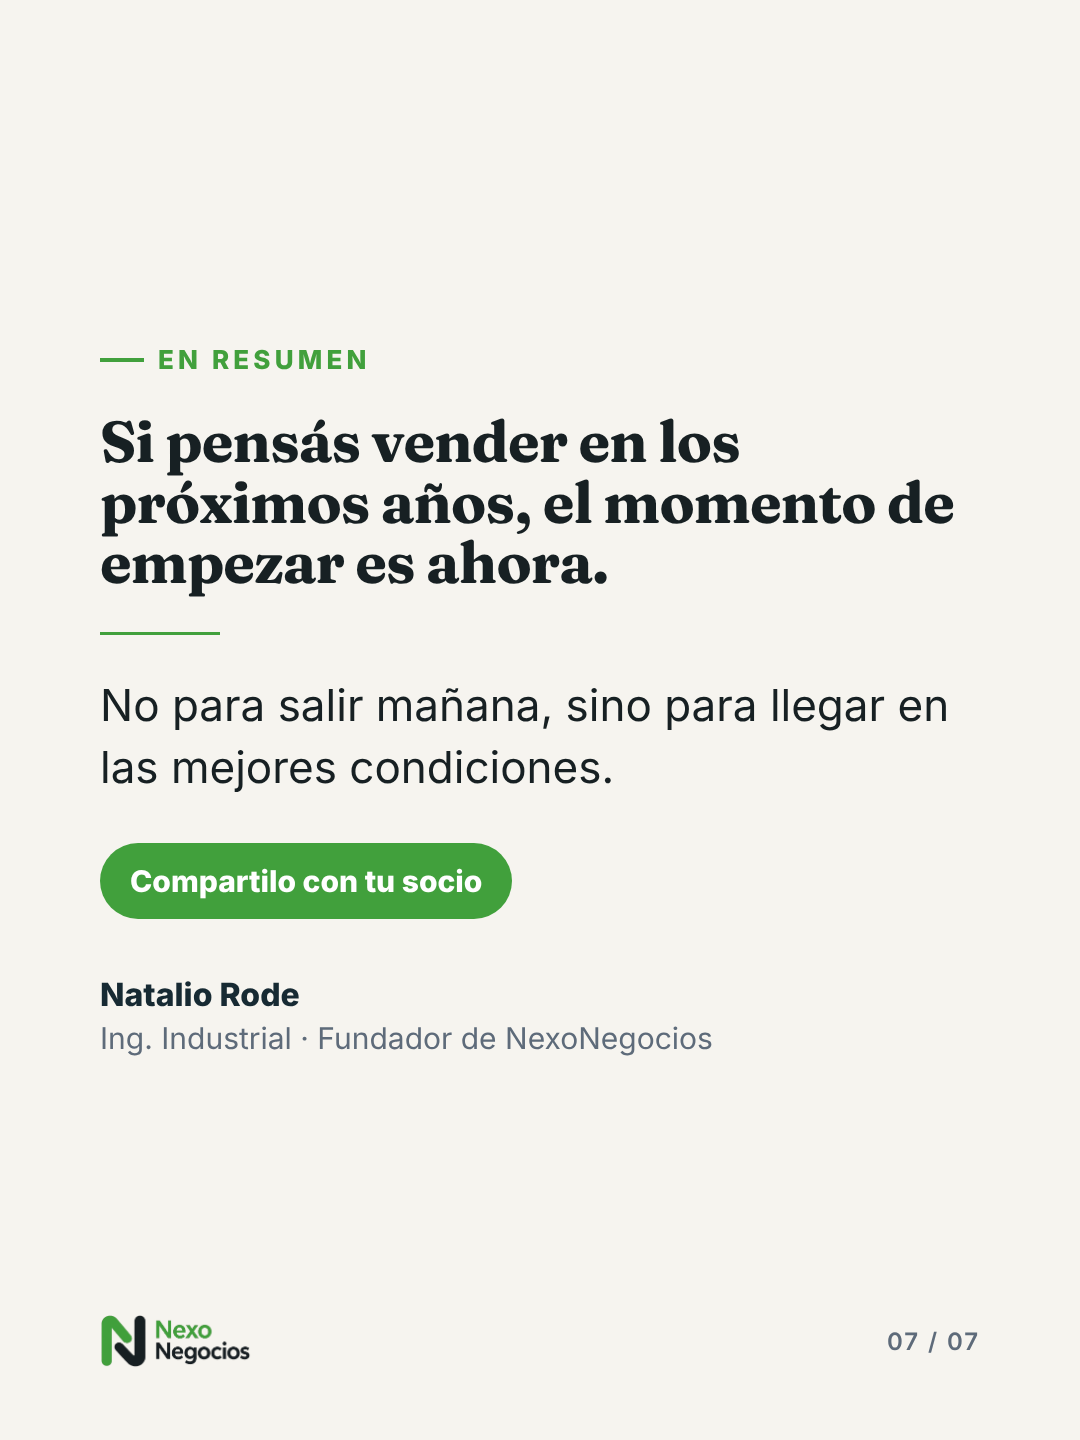 EN RESUMEN
Si pensás vender en los
próximos años, el momento de
empezar es ahora.
No para salir mañana, sino para llegar en
las mejores condiciones.
Compartilo con tu socio
Natalio Rode
Ing. Industrial · Fundador de NexoNegocios
Nexo
Negocios
07 / 07